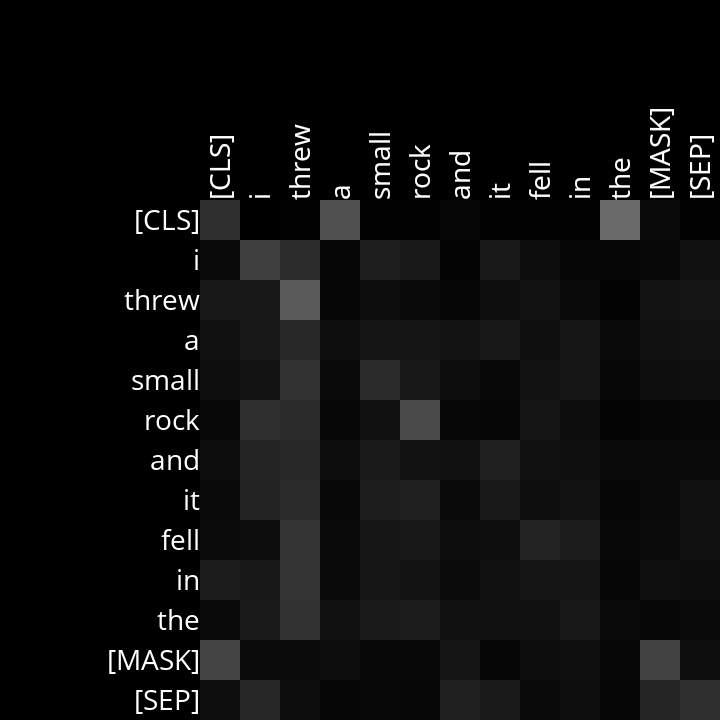 [CLS] i threw a small rock and it fell in the [MASK] [SEP]
[CLS]
i
threw
a
small
rock
and
it
fell
in
the
[MASK]
[SEP]